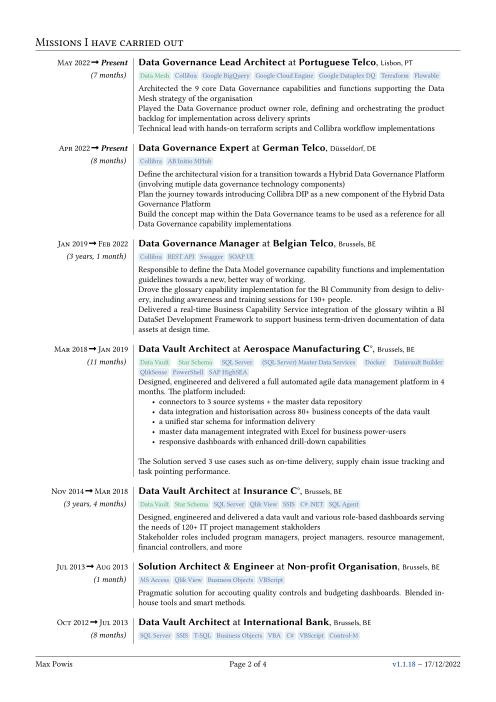 Missions I have carried out
May 2022 → Present
(7 months)
Data Governance Lead Architect at Portuguese Telco, Lisbon, PT
Data Mesh Collibra Google BigQuery Google Cloud Engine Google Dataplex DQ Terraform Flowable
Architected the 9 core Data Governance capabilities and functions supporting the Data
Mesh strategy of the organisation
Played the Data Governance product owner role, defining and orchestrating the product
backlog for implementation across delivery sprints
Technical lead with hands-on terraform scripts and Collibra workflow implementations
Apr 2022 → Present
(8 months)
Data Governance Expert at German Telco, Düsseldorf, DE
Collibra AB Initio MHub
Define the architectural vision for a transition towards a Hybrid Data Governance Platform
(involving mutiple data governance technology components)
Plan the journey towards introducing Collibra DIP as a new component of the Hybrid Data
Governance Platform
Build the concept map within the Data Governance teams to be used as a reference for all
Data Governance capability implementations
Jan 2019 → Feb 2022
(3 years, 1 month)
Data Governance Manager at Belgian Telco, Brussels, BE
Collibra REST API Swagger SOAP UI
Responsible to define the Data Model governance capability functions and implementation
guidelines towards a new, better way of working.
Drove the glossary capability implementation for the BI Community from design to deliv-
ery, including awareness and training sessions for 130+ people.
Delivered a real-time Business Capability Service integration of the glossary wihtin a BI
DataSet Development Framework to support business term-driven documentation of data
assets at design time.
Mar 2018 → Jan 2019
(11 months)
Data Vault Architect at Aerospace Manufacturing C°, Brussels, BE
Data Vault Star Schema SQL Server (SQL Server) Master Data Services Docker Datavault Builder
QlikSense PowerShell SAP HighSEA
Designed, engineered and delivered a full automated agile data management platform in 4
months. The platform included:
• connectors to 3 source systems + the master data repository
• data integration and historisation across 80+ business concepts of the data vault
• a unified star schema for information delivery
• master data management integrated with Excel for business power-users
• responsive dashboards with enhanced drill-down capabilities
The Solution served 3 use cases such as on-time delivery, supply chain issue tracking and
task pointing performance.
Nov 2014 → Mar 2018
(3 years, 4 months)
Data Vault Architect at Insurance C°, Brussels, BE
Data Vault Star Schema SQL Server Qlik View SSIS C# .NET SQL Agent
Designed, engineered and delivered a data vault and various role-based dashboards serving
the needs of 120+ IT project management stakholders
Stakeholder roles included program managers, project managers, resource management,
financial controllers, and more
Jul 2013 → Aug 2013
(1 month)
Solution Architect & Engineer at Non-profit Organisation, Brussels, BE
MS Access Qlik View Business Objects VBScript
Pragmatic solution for accouting quality controls and budgeting dashboards. Blended in-
house tools and smart methods.
Oct 2012 → Jul 2013
(8 months)
Data Vault Architect at International Bank, Brussels, BE
SQL Server SSIS T-SQL Business Objects VBA C# VBScript Control-M
Max Powis
Page 2 of 4
v1.1.18 – 17/12/2022